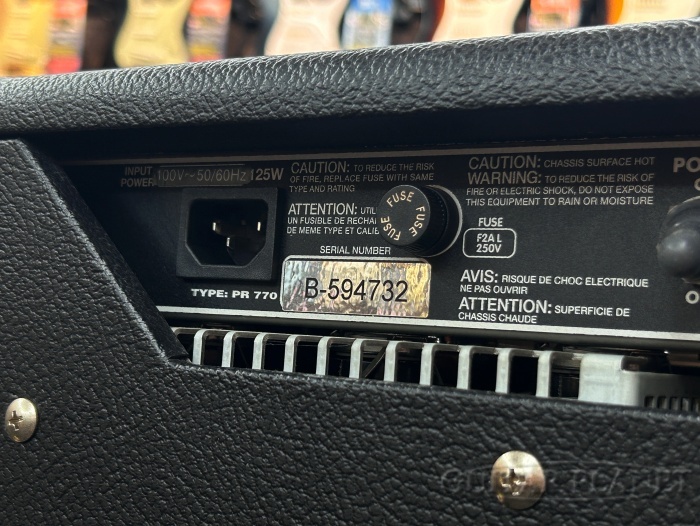 INPUT
POWER
100V~50/60Hz 125W
CAUTION: TO REDUCE THE RISK
OF FIRE, REPLACE FUSE WITH SAME
TYPE AND RATING
ATTENTION:
UN FUSIBLE DE
DE MEME TYPE ET
FUSE FUSE FUSE
SERIAL NUMBER
B-594732
TYPE: PR 770
CAUTION: CHASSIS SURFACE HOT
WARNING: TO REDUCE THE RISK OF
FIRE OR ELECTRIC SHOCK, DO NOT EXPOSE
THIS EQUIPMENT TO RAIN OR MOISTURE
FUSE
F2A L
250V
AVIS: RISQUE DE CHOC ELECTRIQUE
NE PAS OUVRIR
ATTENTION: SUPERFICIE DE
CHASSIS CHAUDE